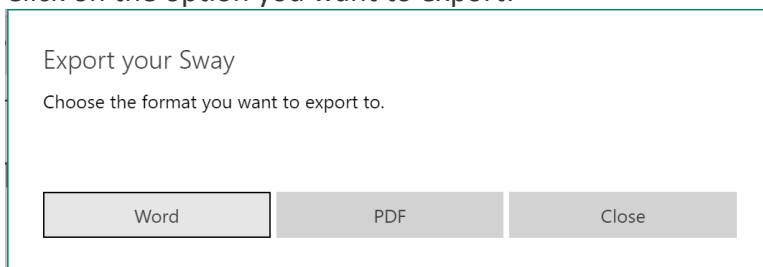 Click on the option you want to export.
Export your Sway
Choose the format you want to export to.
Word PDF Close